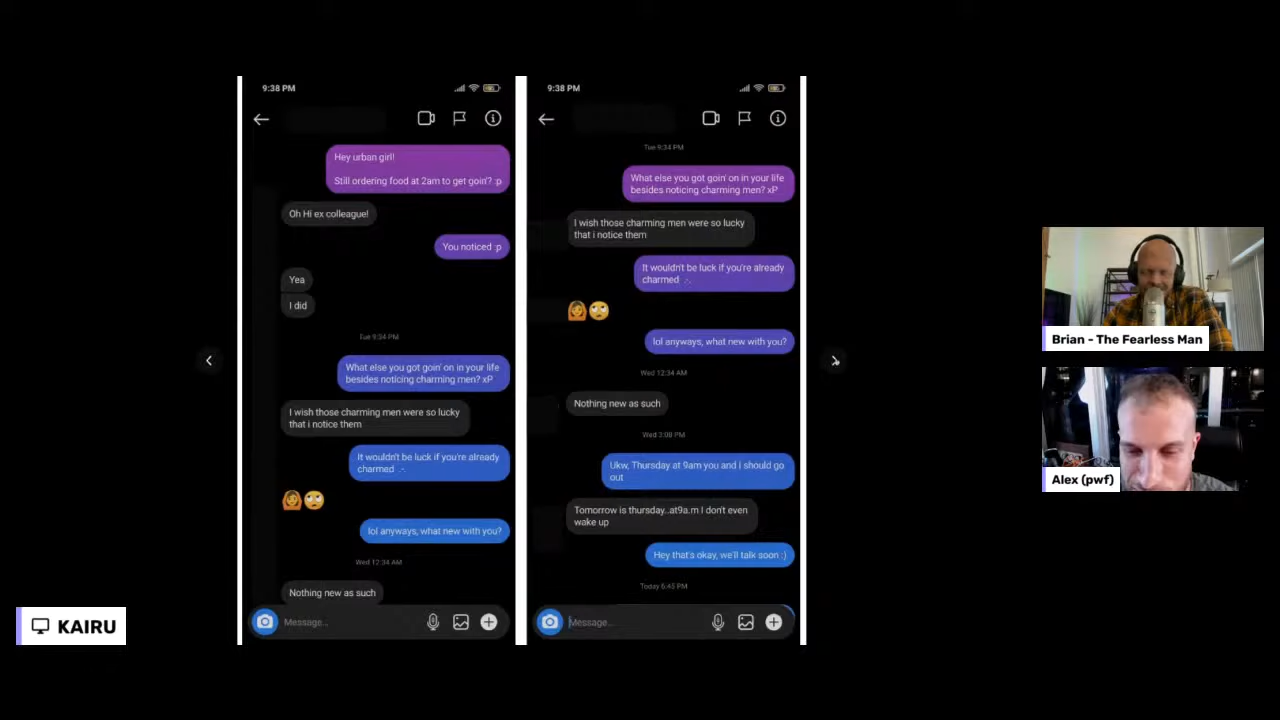 9:38 PM
Hey urban girl!
Still ordering food at 2am to get goin'? :p
Oh Hi ex colleague!
You noticed :p
Yea
I did
Tue 9:34 PM
What else you got goin' on in your life
besides noticing charming men? xP
I wish those charming men were so lucky
that i notice them
It wouldn't be luck if you're already
charmed .-.
lol anyways, what new with you?
Wed 12:34 AM
Nothing new as such
Message...
9:38 PM
Tue 9:34 PM
What else you got goin' on in your life
besides noticing charming men? xP
I wish those charming men were so lucky
that i notice them
It wouldn't be luck if you're already
charmed .-.
lol anyways, what new with you?
Wed 12:34 AM
Nothing new as such
Wed 3:08 PM
Ukw, Thursday at 9am you and i should go
out
Tomorrow is thursday..at9a.m I don't even
wake up
Hey that's okay, we'll talk soon :)
Today 6:45 PM
Message...
Brian - The Fearless Man
Alex (pwf)
KAIRU